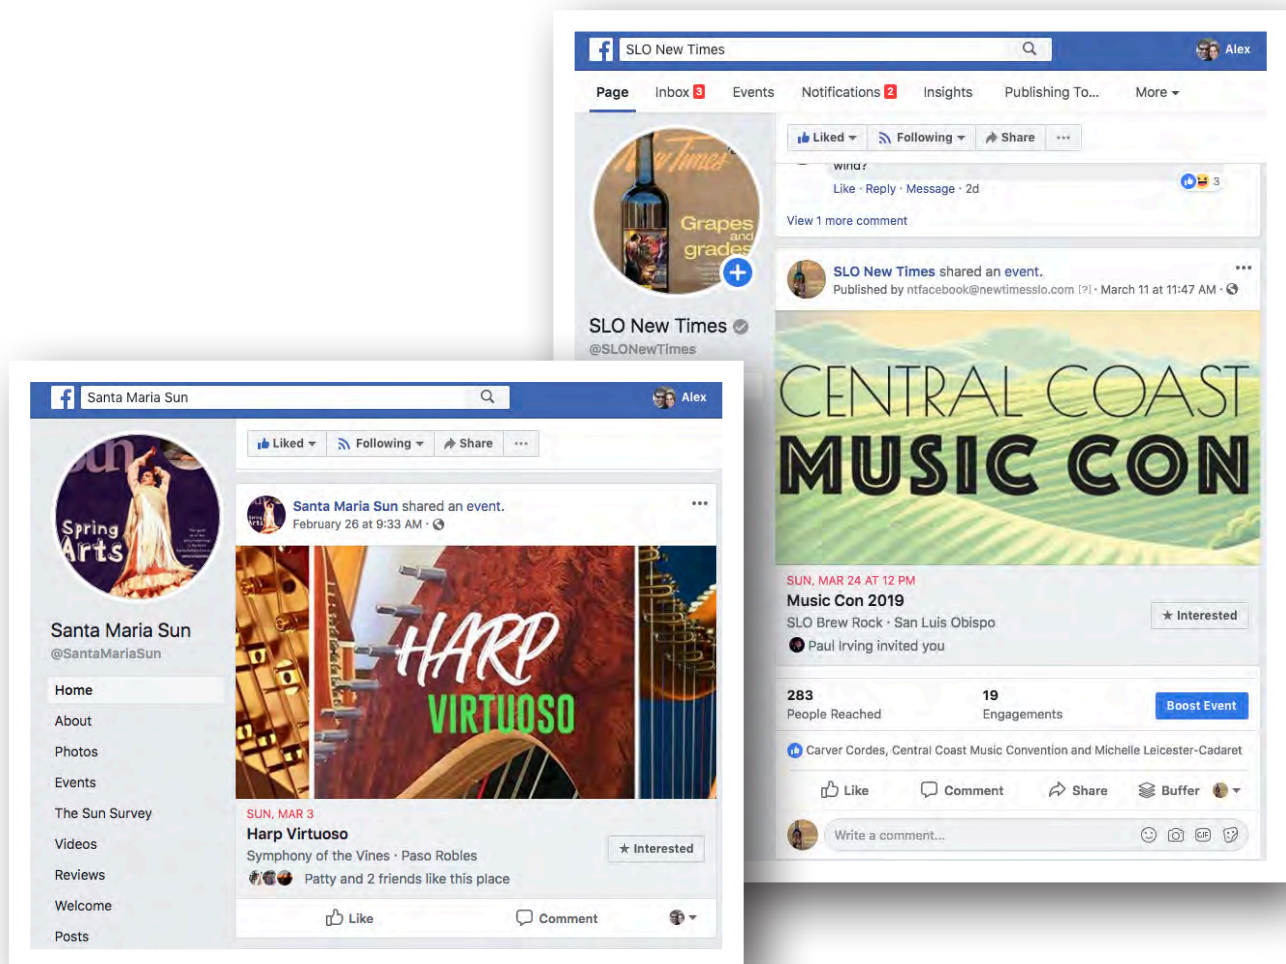 SLO New Times
Alex
Page Inbox 3 Events Notifications 2 Insights Publishing To... More
Liked Following Share ...
wind?
Like · Reply · Message · 2d
3
View 1 more comment
New Times
Grapes
and
grades
SLO New Times
@SLONewTimes
SLO New Times shared an event.
Published by ntfacebook@newtimesslo.com [?] · March 11 at 11:47 AM ·
CENTRAL COAST
MUSIC CON
SUN, MAR 24 AT 12 PM
Music Con 2019
SLO Brew Rock · San Luis Obispo
Paul Irving invited you
Interested
283
People Reached
19
Engagements
Boost Event
Carver Cordes, Central Coast Music Convention and Michelle Leicester-Cadaret
Like Comment Share Buffer
Write a comment...
GIF
Santa Maria Sun
Alex
Liked Following Share ...
Sun
Spring
Arts
Santa Maria Sun
@SantaMariaSun
Home
About
Photos
Events
The Sun Survey
Videos
Reviews
Welcome
Posts
Santa Maria Sun shared an event.
February 26 at 9:33 AM ·
HARP
VIRTUOSO
SUN, MAR 3
Harp Virtuoso
Symphony of the Vines · Paso Robles
Patty and 2 friends like this place
Interested
Like Comment